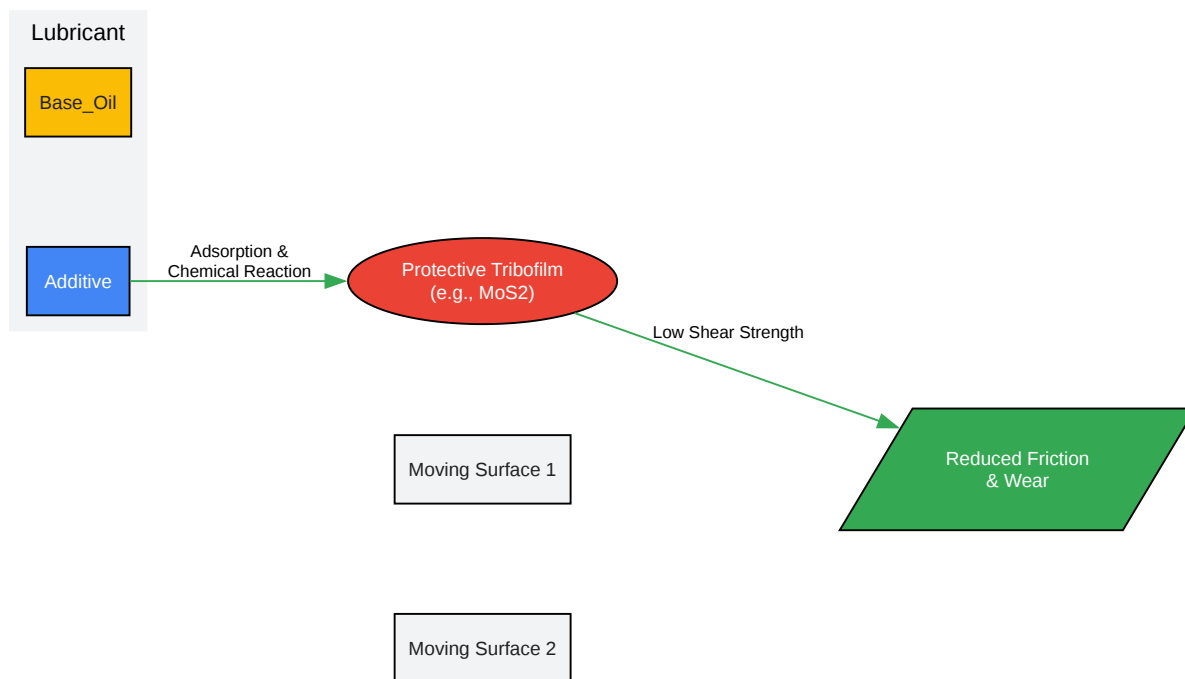 Lubricant
Base_Oil
Additive
Adsorption &
Chemical Reaction
Protective Tribofilm
(e.g., MoS2)
Low Shear Strength
Reduced Friction
& Wear
Moving Surface 1
Moving Surface 2